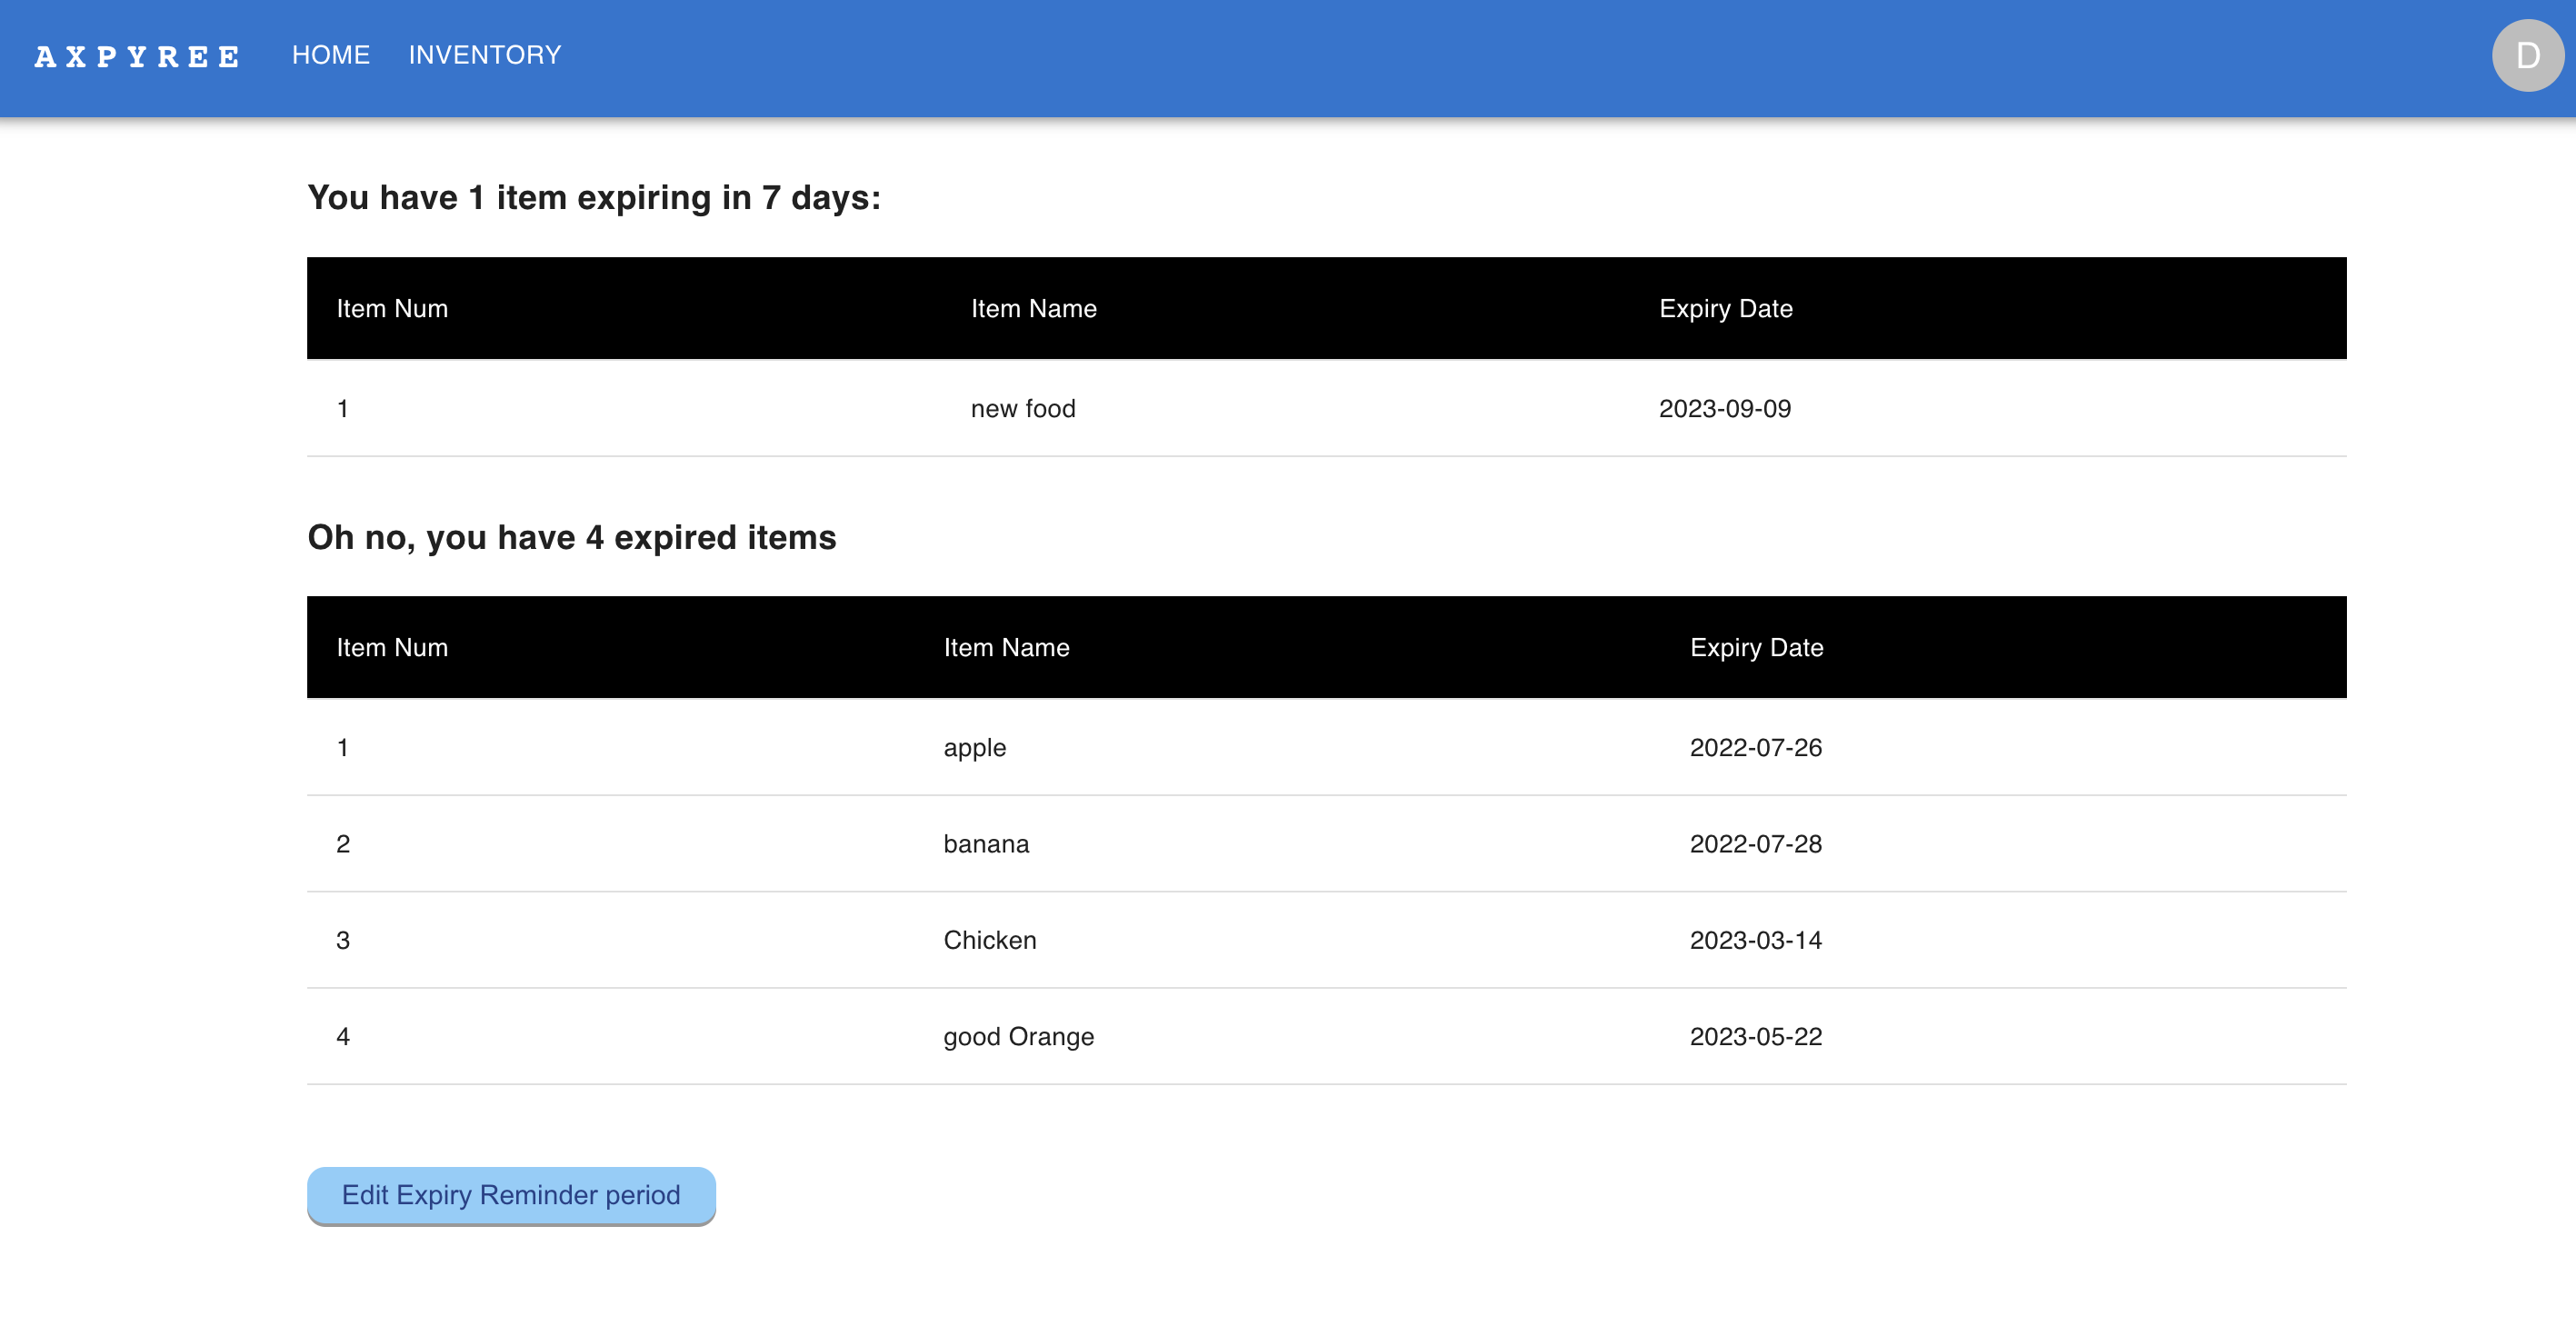 AXPYREE HOME INVENTORY D
You have 1 item expiring in 7 days:
Item Num Item Name Expiry Date
1 new food 2023-09-09
Oh no, you have 4 expired items
Item Num Item Name Expiry Date
1 apple 2022-07-26
2 banana 2022-07-28
3 Chicken 2023-03-14
4 good Orange 2023-05-22
Edit Expiry Reminder period